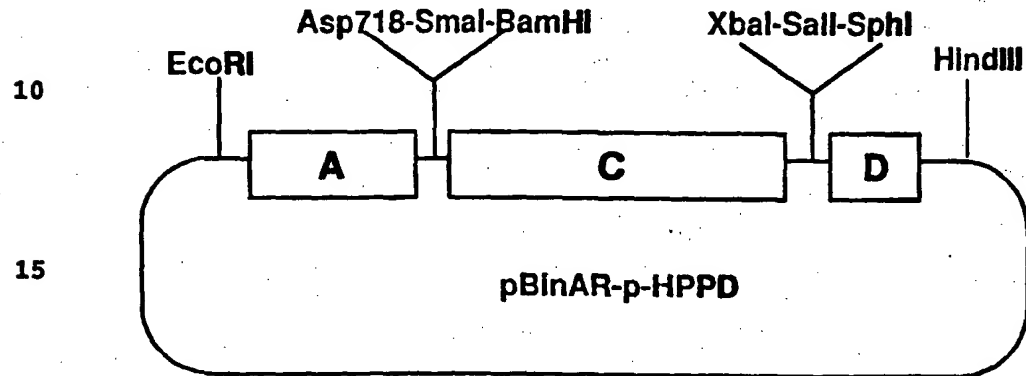 Asp718-SmaI-BamHI
XbaI-SalI-SphI
EcoRI
HindIII
10
A
C
D
15
pBinAR-p-HPPD